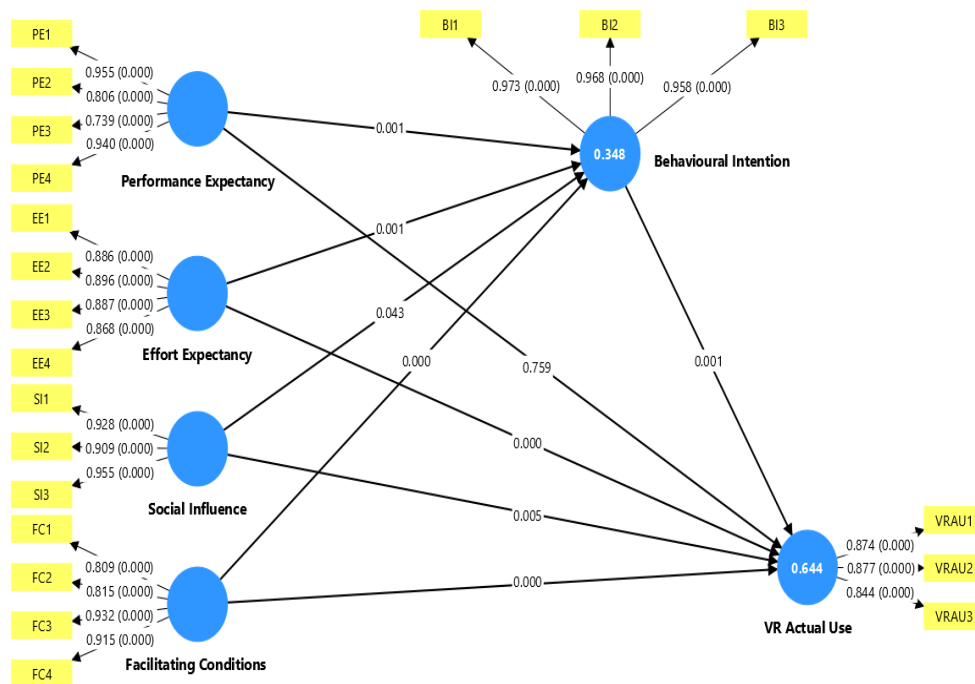 PE1
PE2
PE3
PE4
0.955 (0.000)
0.806 (0.000)
0.739 (0.000)
0.940 (0.000)
Performance Expectancy
EE1
EE2
EE3
EE4
0.886 (0.000)
0.896 (0.000)
0.887 (0.000)
0.868 (0.000)
Effort Expectancy
SI1
SI2
SI3
0.928 (0.000)
0.909 (0.000)
0.955 (0.000)
Social Influence
FC1
FC2
FC3
FC4
0.809 (0.000)
0.815 (0.000)
0.932 (0.000)
0.915 (0.000)
Facilitating Conditions
BI1
BI2
BI3
0.973 (0.000)
0.968 (0.000)
0.958 (0.000)
0.348
Behavioural Intention
0.001
0.001
0.043
0.000
0.759
0.001
0.000
0.005
0.000
0.644
VR Actual Use
0.874 (0.000)
0.877 (0.000)
0.844 (0.000)
VRAU1
VRAU2
VRAU3